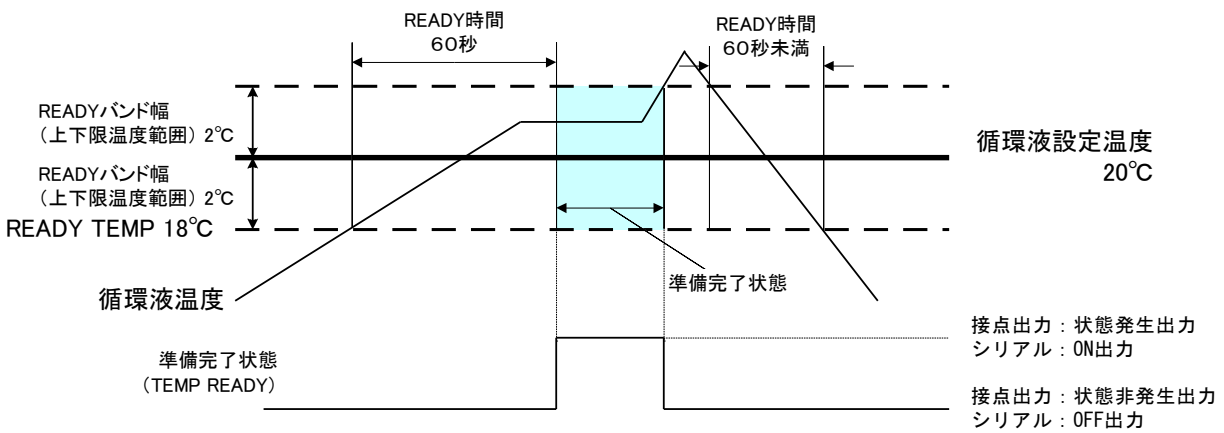 READY時間
60秒
READY時間
60秒未満
READYバンド幅
(上下限温度範囲) 2℃
循環液設定温度
20℃
READYバンド幅
(上下限温度範囲) 2℃
READY TEMP 18℃
準備完了状態
循環液温度
接点出力：状態発生出力
シリアル：ON出力
準備完了状態
(TEMP READY)
接点出力：状態非発生出力
シリアル：OFF出力